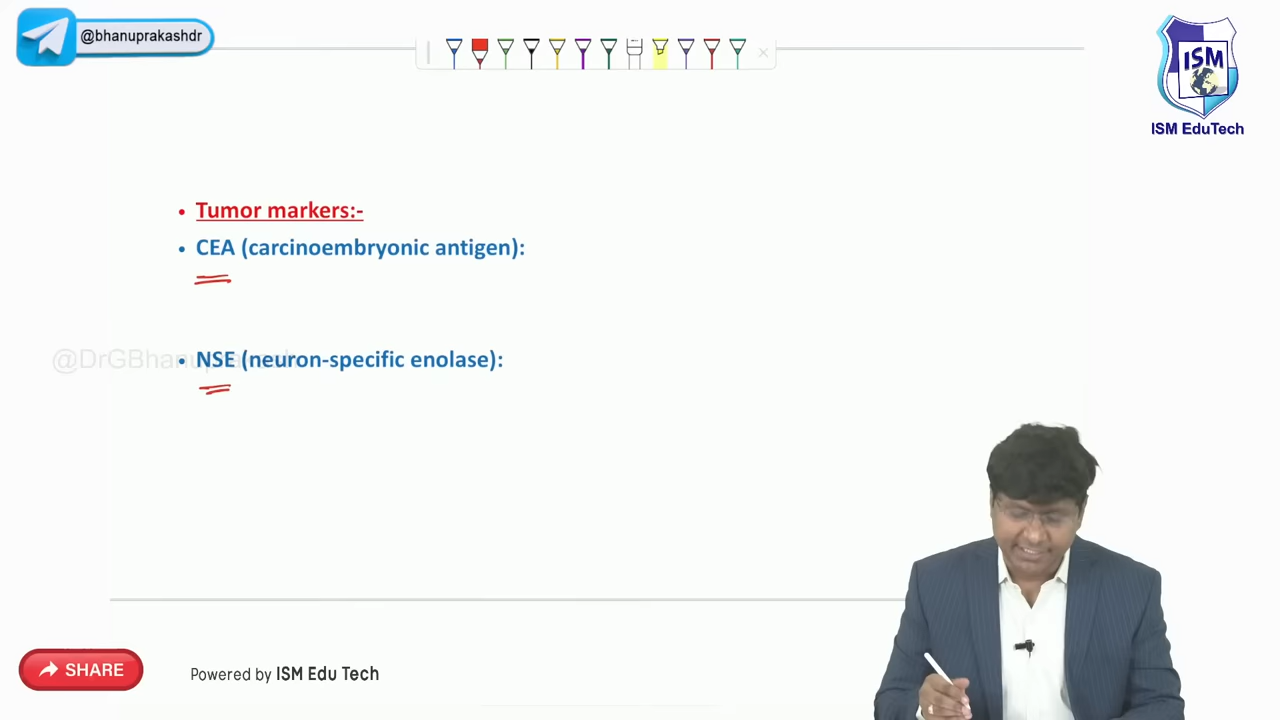 @bhanuprakashdr
ISM
ISM EduTech
• Tumor markers:-
• CEA (carcinoembryonic antigen):
@DrGBhanuprakash
• NSE (neuron-specific enolase):
SHARE
Powered by ISM Edu Tech